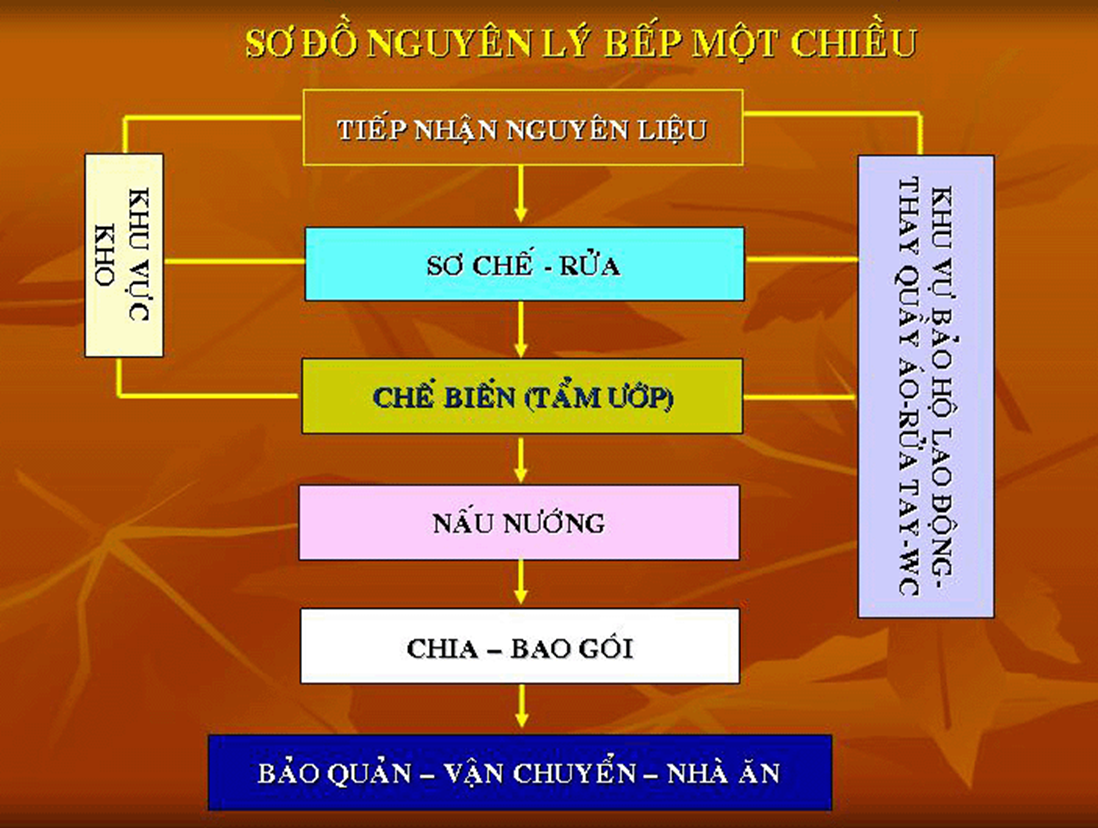 SƠ ĐỒ NGUYÊN LÝ BẾP MỘT CHIỀU
TIẾP NHẬN NGUYÊN LIỆU
KHU VỰC
KHO
SƠ CHẾ - RỬA
KHU VỰ BẢO HỘ LAO ĐỘNG-
THAY QUẦY ÁO-RỬA TAY-WC
CHẾ BIẾN (TẨM ƯỚP)
NẤU NƯỚNG
CHIA – BAO GÓI
BẢO QUẢN – VẬN CHUYỂN – NHÀ ĂN